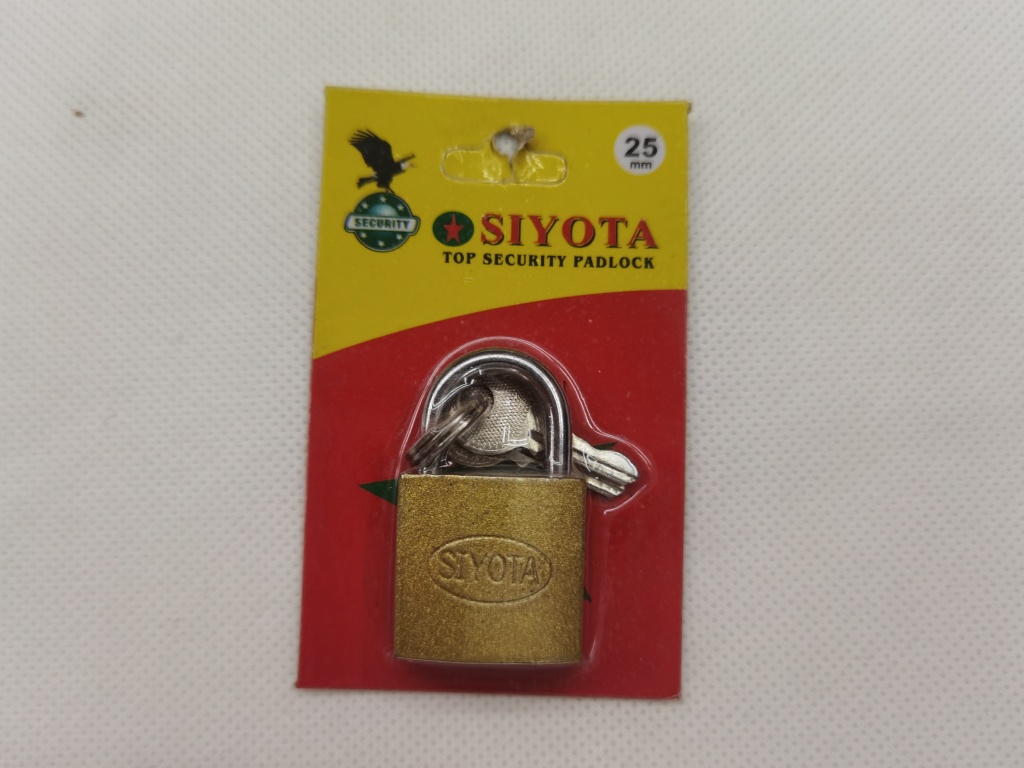 25
mm
SECURITY
SIYOTA
TOP SECURITY PADLOCK
SIYOTA